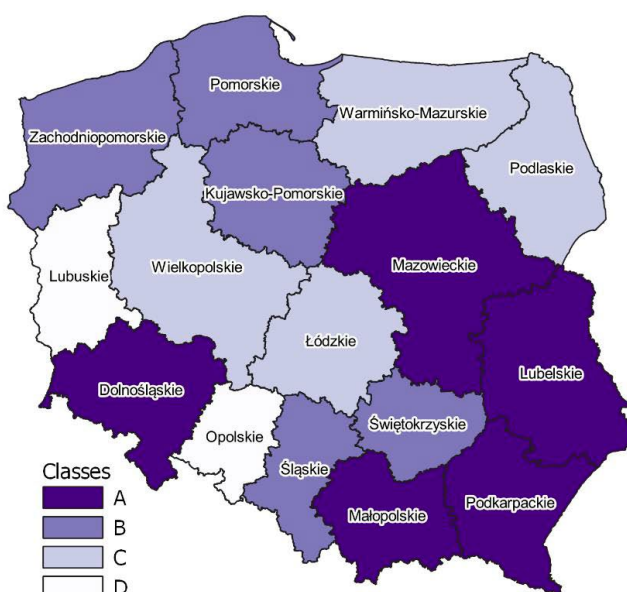 Pomorskie
Warmińsko-Mazurskie
Zachodniopomorskie
Podlaskie
Kujawsko-Pomorskie
Wielkopolskie
Mazowieckie
Lubuskie
Łódzkie
Lubelskie
Dolnośląskie
Świętokrzyskie
Opolskie
Śląskie
Podkarpackie
Małopolskie
Classes
A
B
C
D